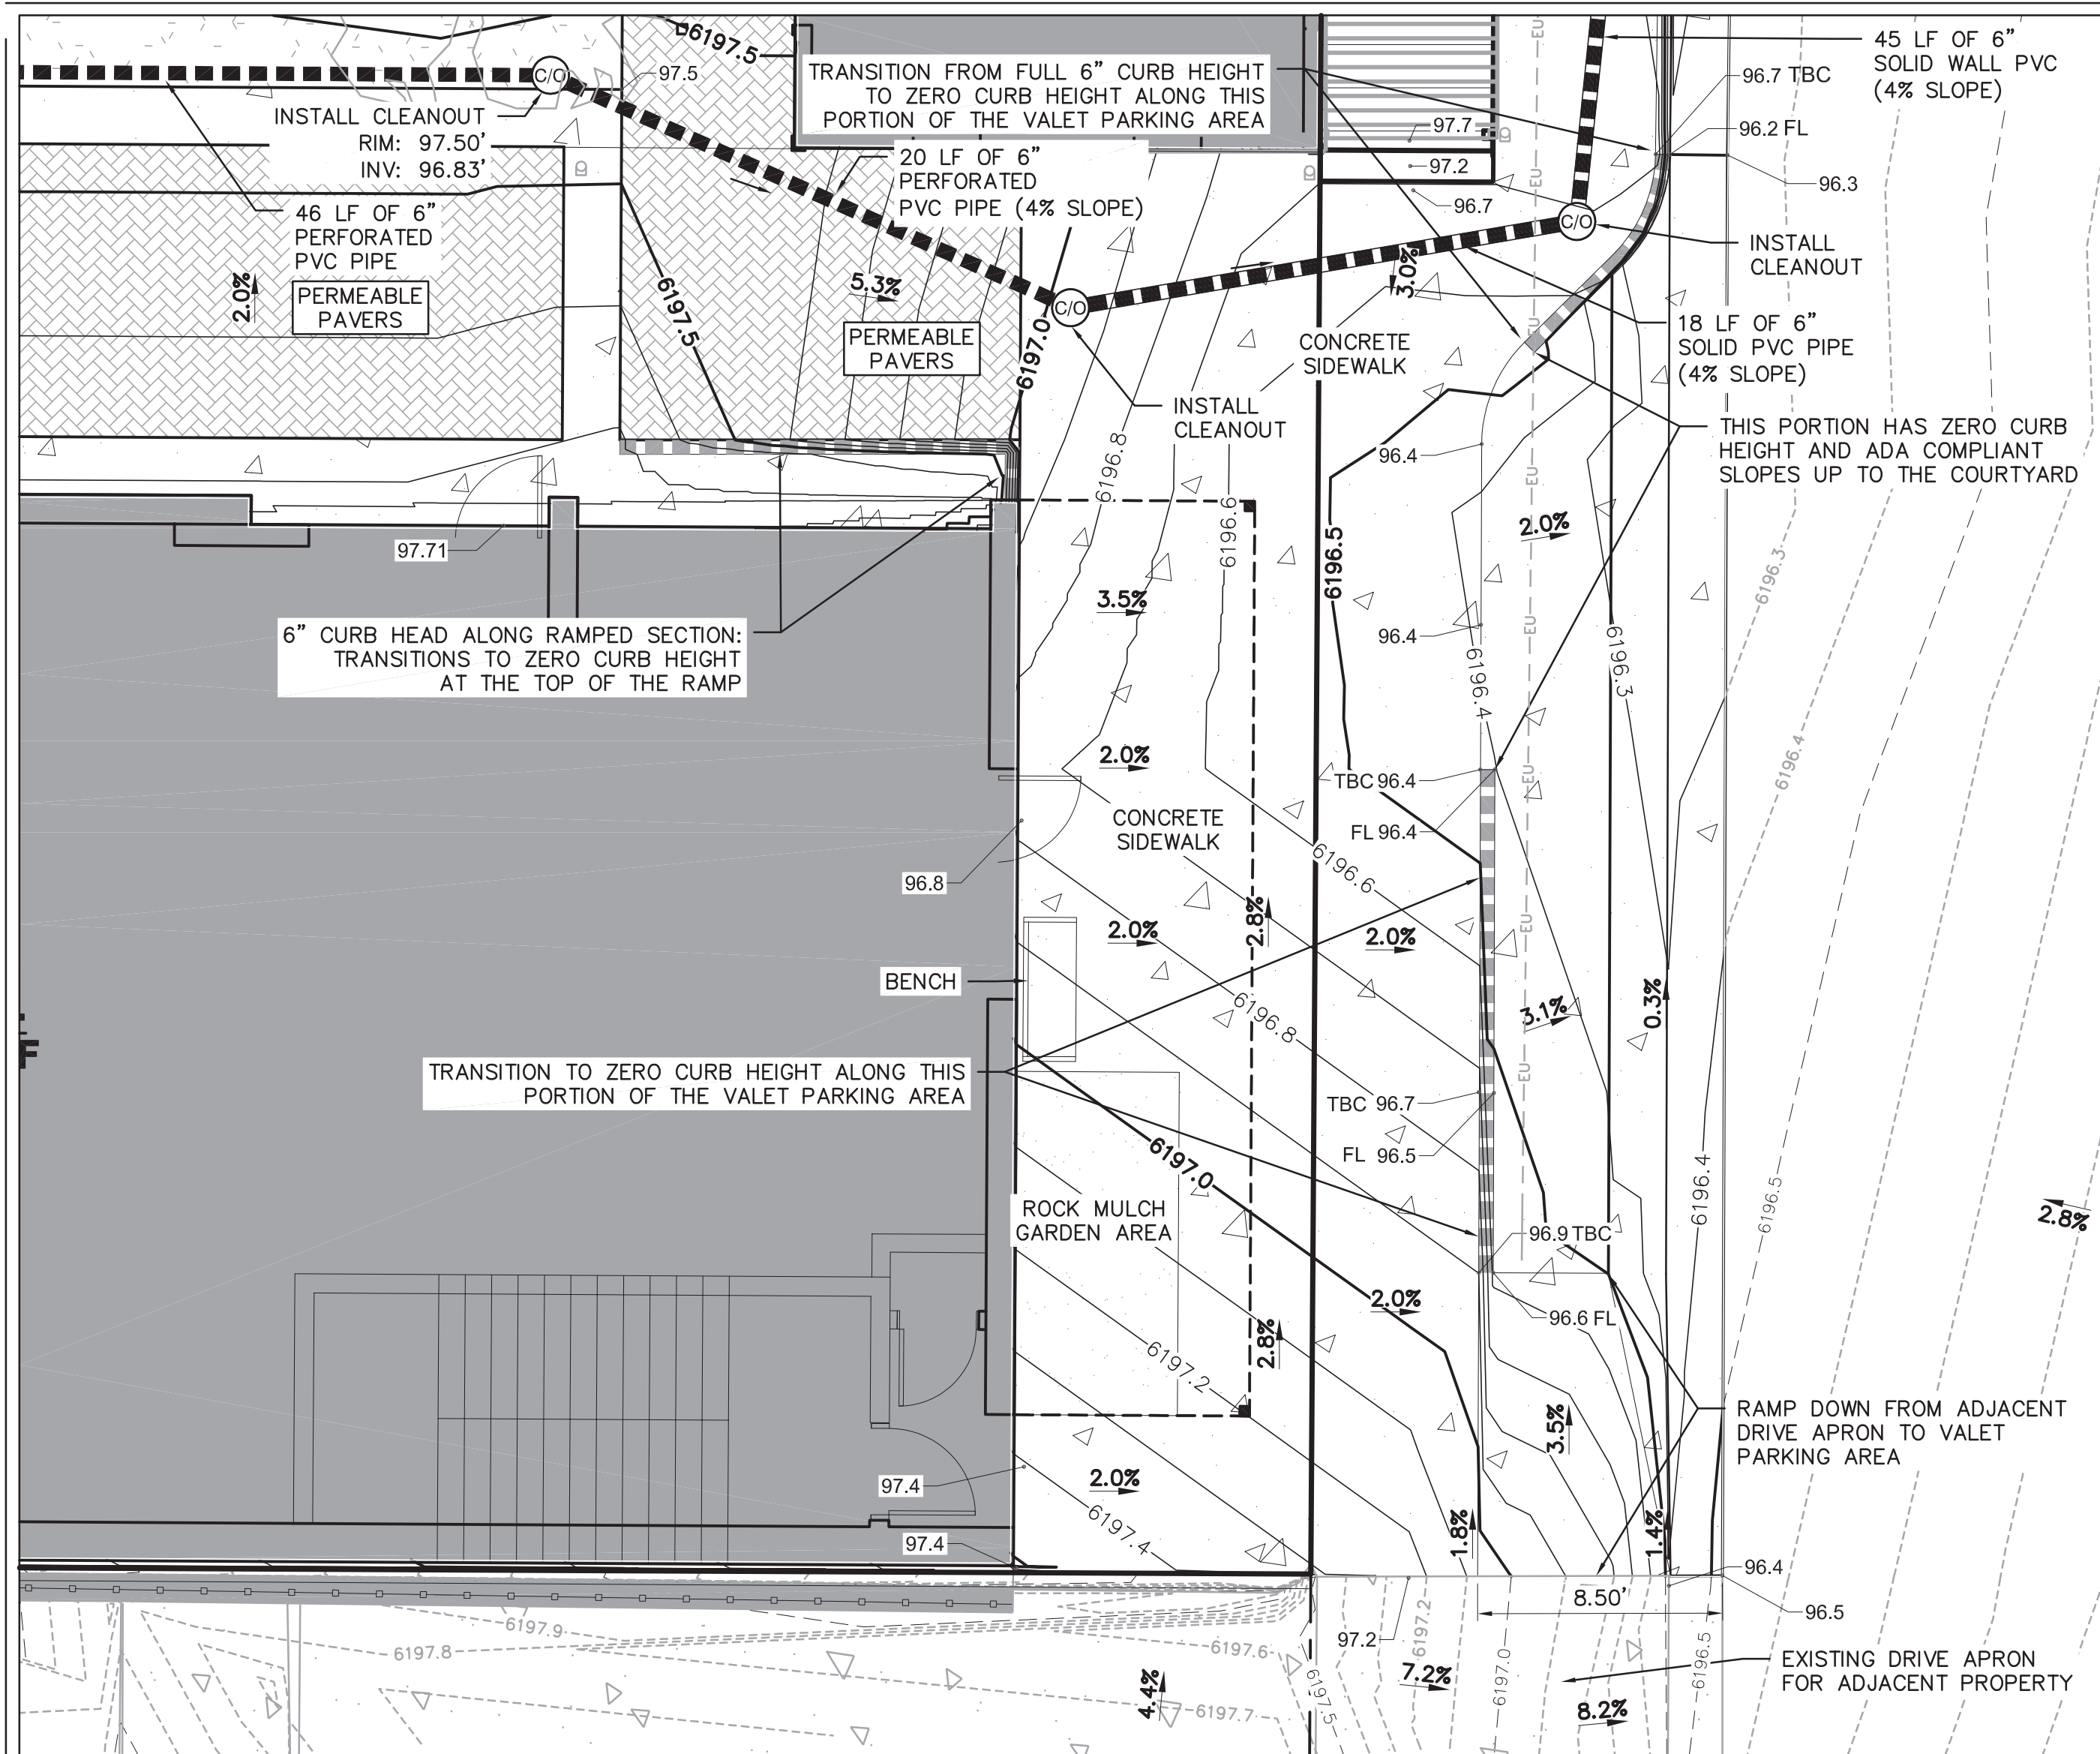 6197.5
97.5
C/O
INSTALL CLEANOUT
RIM: 97.50'
INV: 96.83'
46 LF OF 6"
PERFORATED
PVC PIPE
2.0%
PERMEABLE
PAVERS
TRANSITION FROM FULL 6" CURB HEIGHT
TO ZERO CURB HEIGHT ALONG THIS
PORTION OF THE VALET PARKING AREA
20 LF OF 6"
PERFORATED
PVC PIPE (4% SLOPE)
5.3%
6197.5
PERMEABLE
PAVERS
6197.0
C/O
INSTALL
CLEANOUT
97.7
97.2
96.7
EU
45 LF OF 6"
SOLID WALL PVC
(4% SLOPE)
96.7 TBC
96.2 FL
96.3
C/O
INSTALL
CLEANOUT
3.0%
EU
CONCRETE
SIDEWALK
18 LF OF 6"
SOLID PVC PIPE
(4% SLOPE)
EU
THIS PORTION HAS ZERO CURB
HEIGHT AND ADA COMPLIANT
SLOPES UP TO THE COURTYARD
96.4
EU
6196.8
6196.6
6196.5
2.0%
6196.3
97.71
6" CURB HEAD ALONG RAMPED SECTION:
TRANSITIONS TO ZERO CURB HEIGHT
AT THE TOP OF THE RAMP
3.5%
96.4
EU
6196.4
6196.3
2.0%
TBC 96.4
EU
6196.4
CONCRETE
SIDEWALK
FL 96.4
6196.6
96.8
2.0%
2.8%
2.0%
EU
BENCH
6196.8
3.1%
0.3%
TRANSITION TO ZERO CURB HEIGHT ALONG THIS
PORTION OF THE VALET PARKING AREA
EU
TBC 96.7
FL 96.5
6197.0
6196.4
6196.5
ROCK MULCH
GARDEN AREA
96.9 TBC
2.8%
2.0%
96.6 FL
2.8%
6197.2
RAMP DOWN FROM ADJACENT
DRIVE APRON TO VALET
PARKING AREA
3.5%
97.4
2.0%
6197.4
1.8%
1.4%
97.4
96.4
8.50'
96.5
6197.9
6197.8
6197.6
97.2
6197.2
6196.5
EXISTING DRIVE APRON
FOR ADJACENT PROPERTY
4.4%
6197.7
6197.5
7.2%
6197.0
8.2%